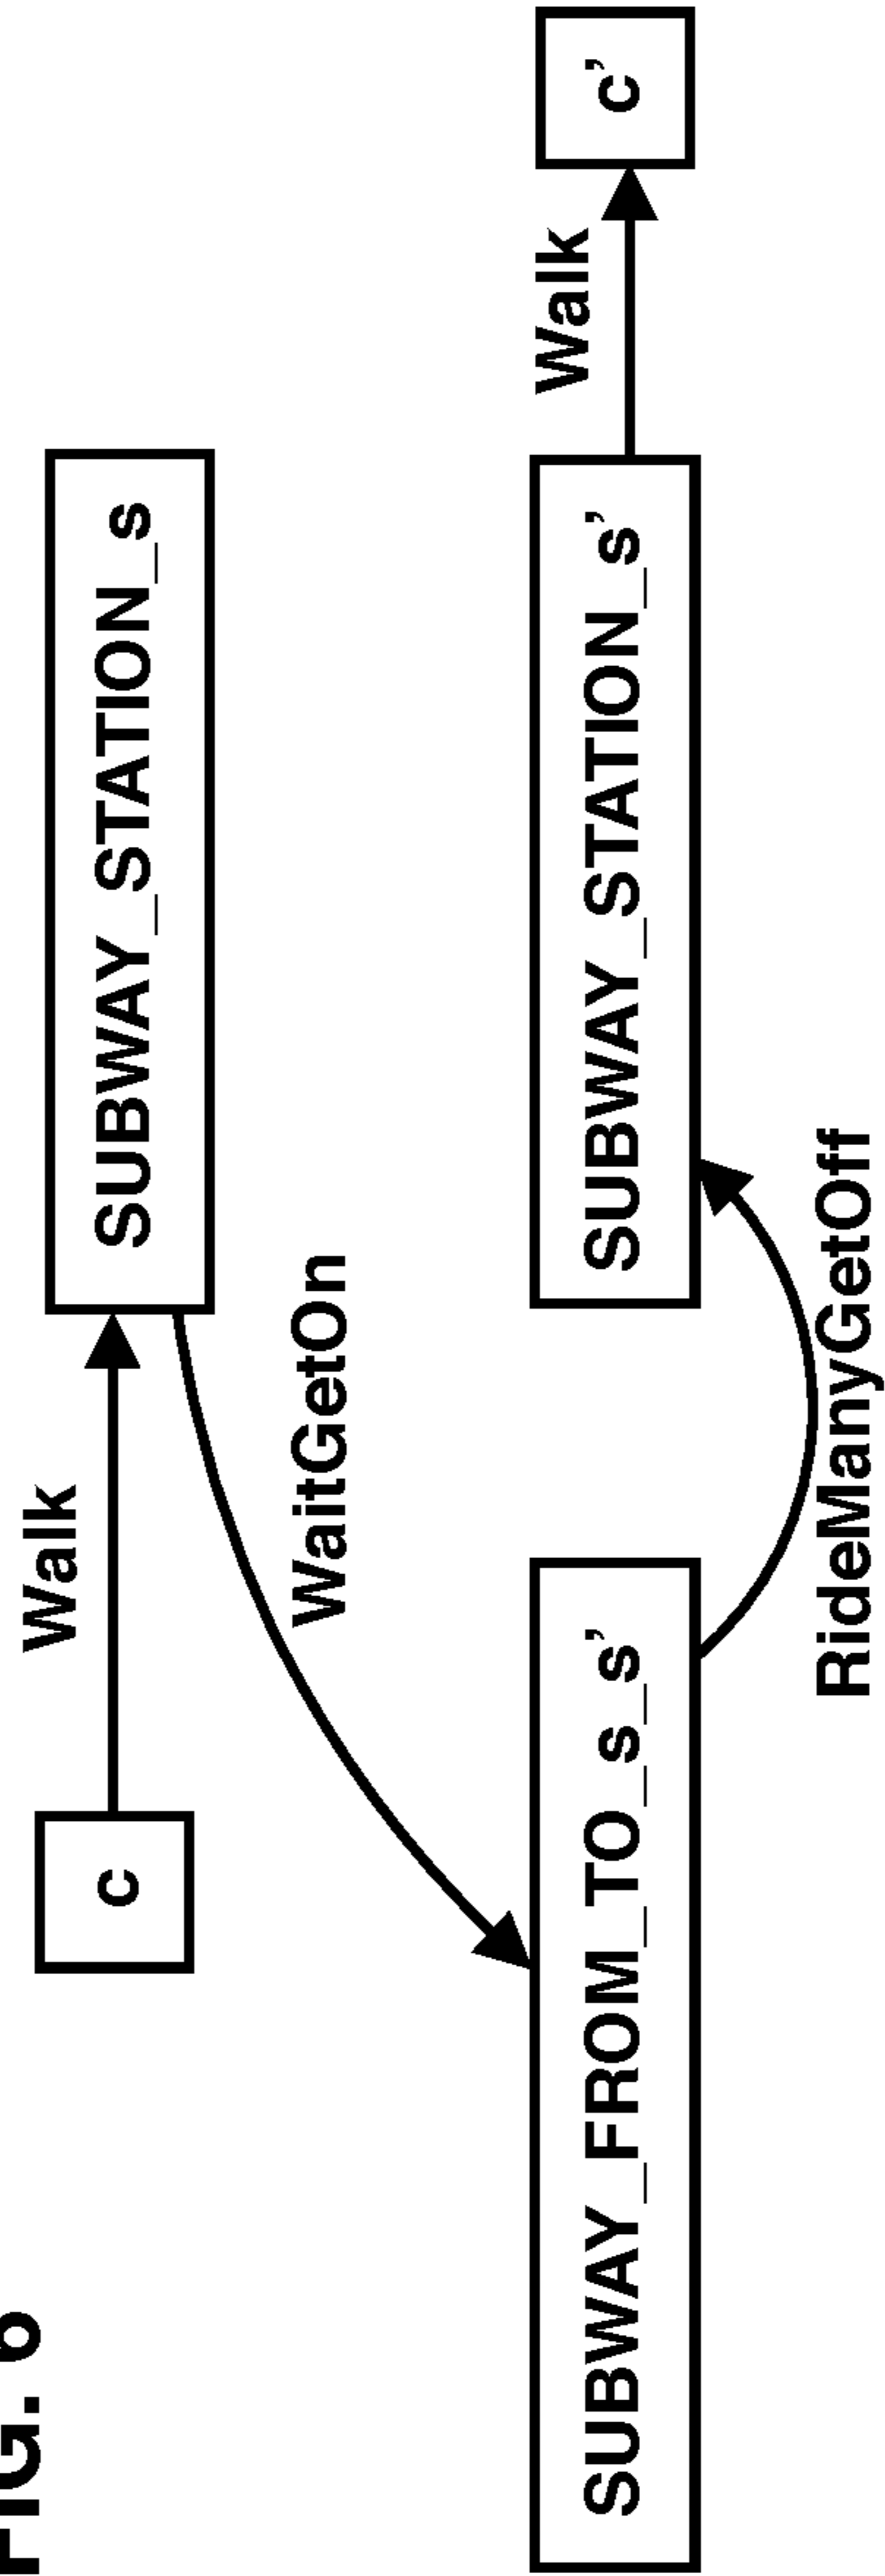 FIG. 6
Walk
c
SUBWAY_STATION_s
WaitGetOn
Walk
SUBWAY_FROM_TO_s_s’
SUBWAY_STATION_s’
c’
RideManyGetOff